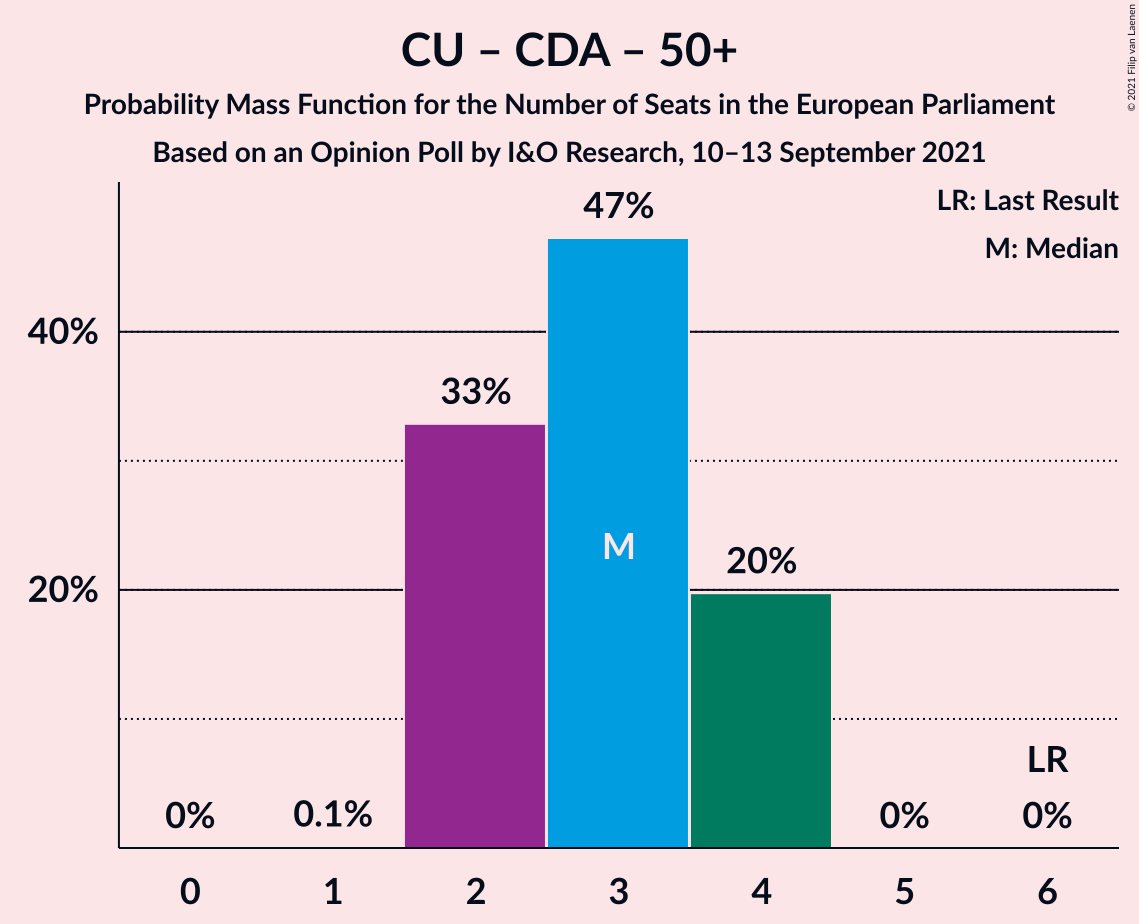 CU – CDA – 50+
Probability Mass Function for the Number of Seats in the European Parliament
Based on an Opinion Poll by I&O Research, 10–13 September 2021
© 2021 Filip van Laenen
LR: Last Result
M: Median
47%
40%
33%
M
20%
20%
LR
0%
0.1%
0%
0%
0
1
2
3
4
5
6